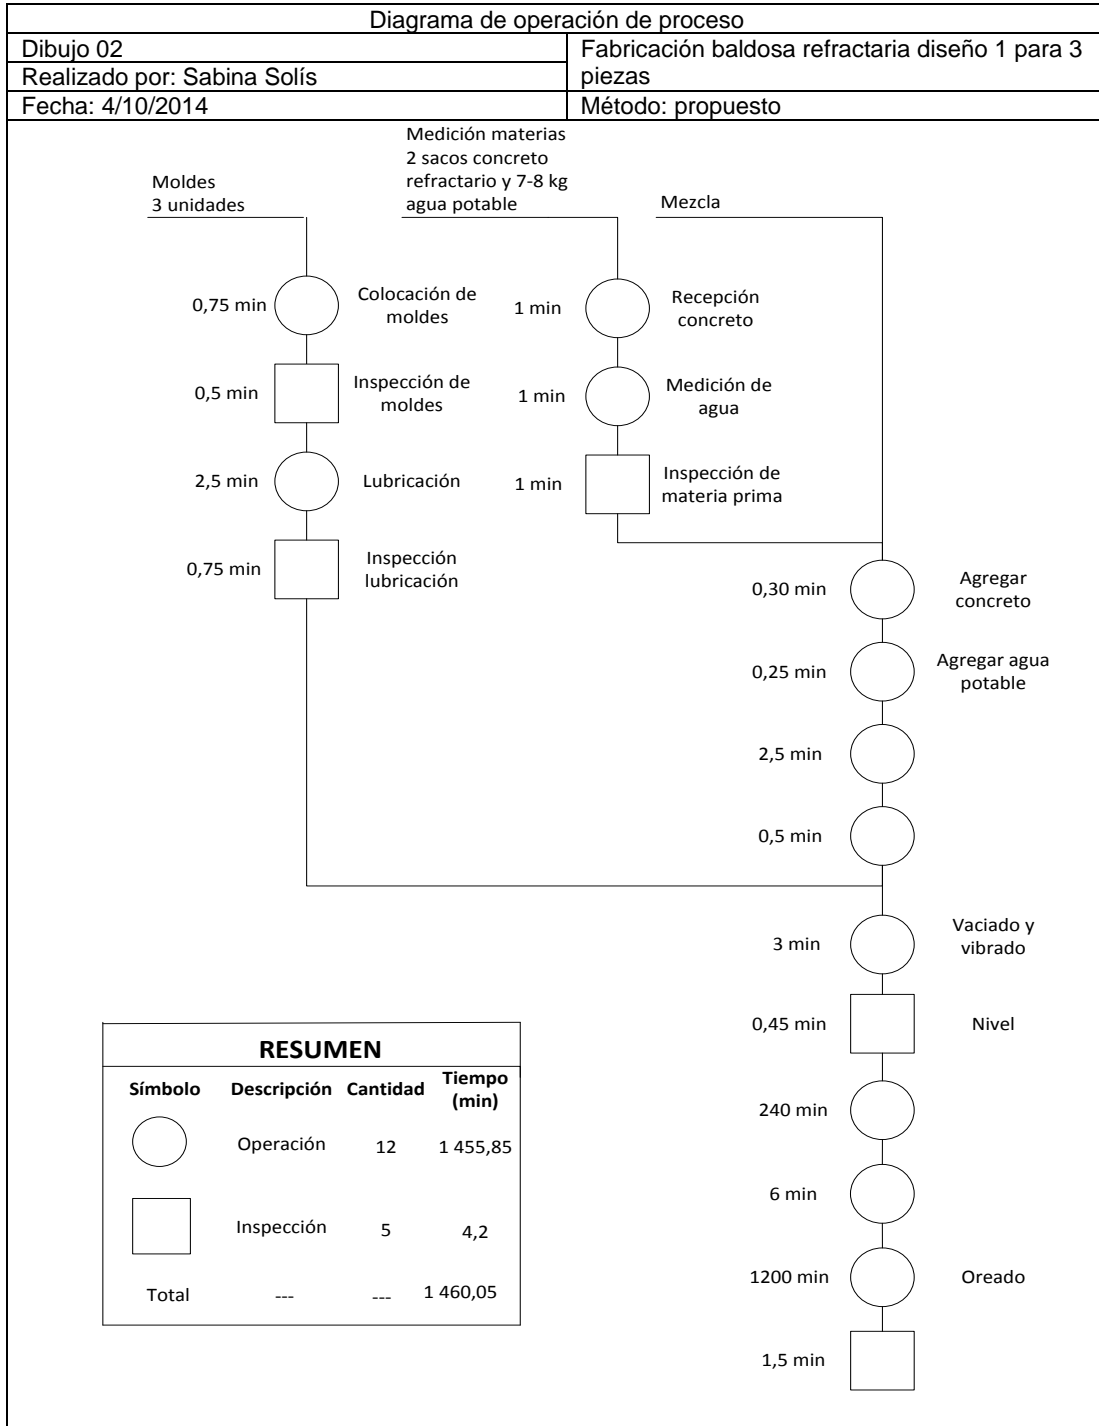 Diagrama de operación de proceso
Dibujo 02
Realizado por: Sabina Solís
Fabricación baldosa refractaria diseño 1 para 3
piezas
Fecha: 4/10/2014
Método: propuesto
Moldes
3 unidades
Medición materias
2 sacos concreto
refractario y 7-8 kg
agua potable
Mezcla
0,75 min
Colocación de
moldes
0,5 min
Inspección de
moldes
2,5 min
Lubricación
0,75 min
Inspección
lubricación
1 min
Recepción
concreto
1 min
Medición de
agua
1 min
Inspección de
materia prima
0,30 min
Agregar
concreto
0,25 min
Agregar agua
potable
2,5 min
0,5 min
3 min
Vaciado y
vibrado
0,45 min
Nivel
240 min
6 min
1200 min
Oreado
1,5 min
RESUMEN
Símbolo Descripción Cantidad Tiempo
(min)
Operación 12 1 455,85
Inspección 5 4,2
Total --- --- 1 460,05